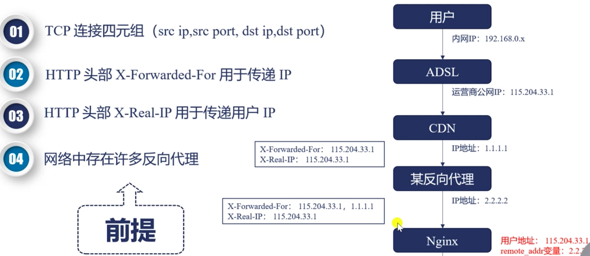 01 TCP 连接四元组（src ip,src port, dst ip,dst port）
02 HTTP 头部 X-Forwarded-For 用于传递 IP
03 HTTP 头部 X-Real-IP 用于传递用户 IP
04 网络中存在许多反向代理
前提
用户
内网IP：192.168.0.x
ADSL
运营商公网IP：115.204.33.1
CDN
IP地址：1.1.1.1
X-Forwarded-For： 115.204.33.1
X-Real-IP： 115.204.33.1
某反向代理
IP地址：2.2.2.2
X-Forwarded-For： 115.204.33.1， 1.1.1.1
X-Real-IP： 115.204.33.1
Nginx
用户地址： 115.204.33.1
remote_addr变量：2.2.